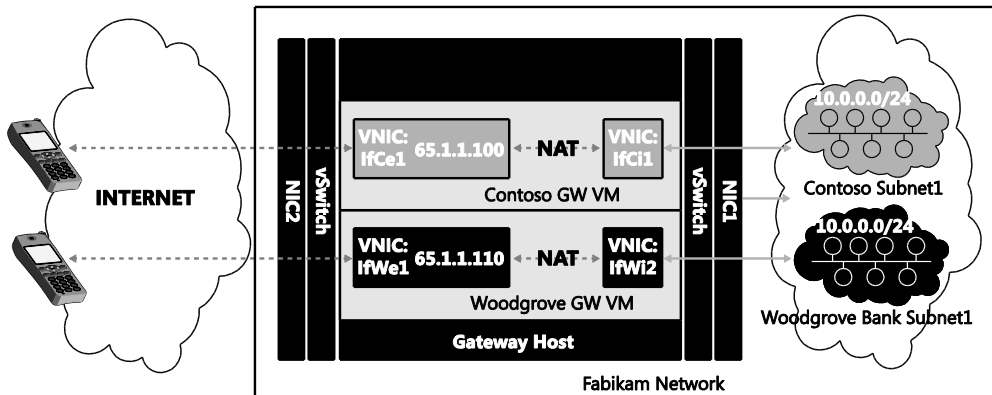 INTERNET
NIC2
vSwitch
VNIC:
IfCe1
65.1.1.100
NAT
VNIC:
IfCi1
Contoso GW VM
VNIC:
IfWe1
65.1.1.110
NAT
VNIC:
IfWi2
Woodgrove GW VM
Gateway Host
vSwitch
NIC1
10.0.0.0/24
Contoso Subnet1
10.0.0.0/24
Woodgrove Bank Subnet1
Fabikam Network